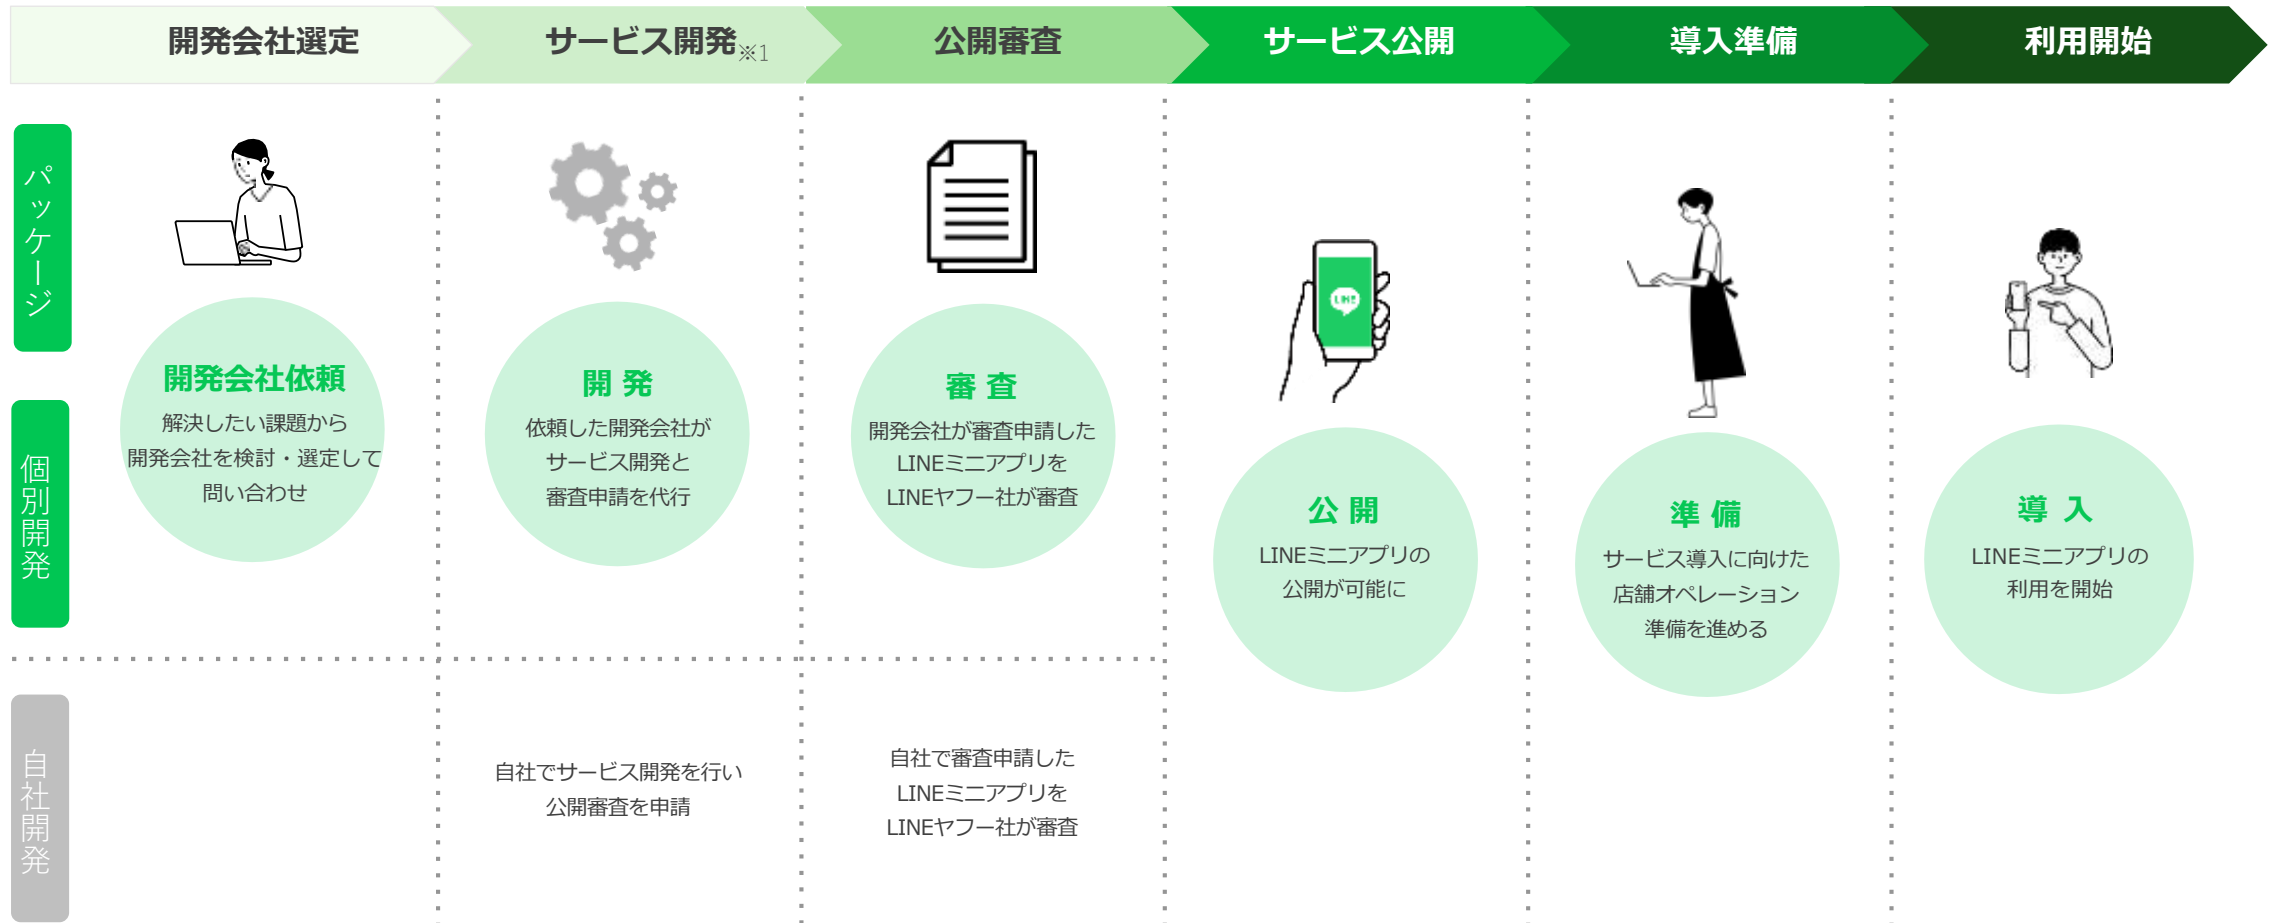 開発会社選定
サービス開発※1
公開審査
サービス公開
導入準備
利用開始
パッケージ
個別開発
自社開発
開発会社依頼
解決したい課題から
開発会社を検討・選定して
問い合わせ
開発
依頼した開発会社が
サービス開発と
審査申請を代行
審査
開発会社が審査申請した
LINEミニアプリを
LINEヤフー社が審査
LINE
公開
LINEミニアプリの
公開が可能に
準備
サービス導入に向けた
店舗オペレーション
準備を進める
導入
LINEミニアプリの
利用を開始
自社でサービス開発を行い
公開審査を申請
自社で審査申請した
LINEミニアプリを
LINEヤフー社が審査